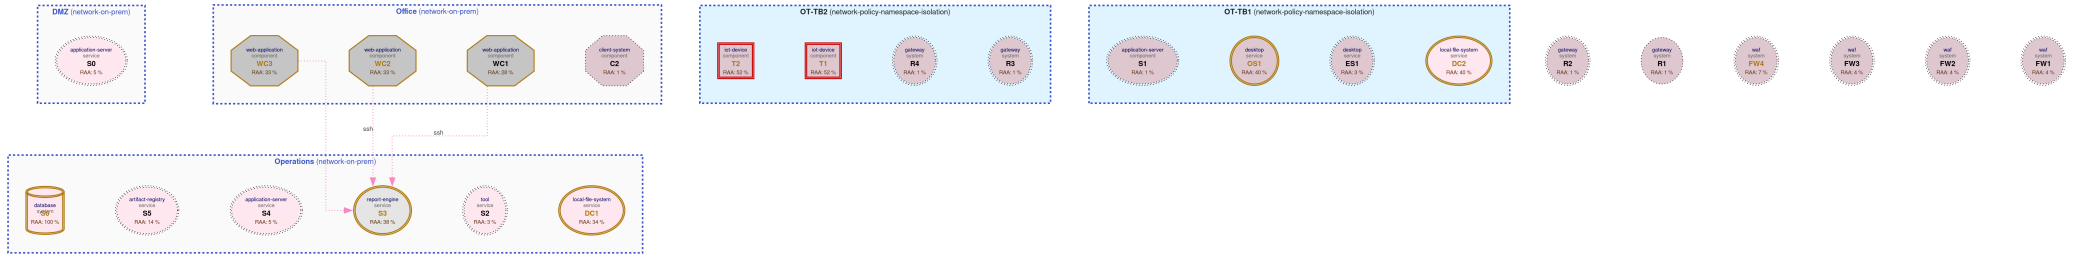 DMZ (network-on-prem)
application-server
service
S0
RAA: 5 %
Office (network-on-prem)
web-application
component
WC3
RAA: 33 %
web-application
component
WC2
RAA: 33 %
web-application
component
WC1
RAA: 28 %
client-system
component
C2
RAA: 1 %
OT-TB2 (network-policy-namespace-isolation)
iot-device
component
T2
RAA: 52 %
iot-device
component
T1
RAA: 52 %
gateway
system
R4
RAA: 1 %
gateway
system
R3
RAA: 1 %
OT-TB1 (network-policy-namespace-isolation)
application-server
service
S1
RAA: 1 %
desktop
service
OS1
RAA: 40 %
desktop
service
ES1
RAA: 3 %
local-file-system
service
DC2
RAA: 40 %
gateway
system
R2
RAA: 1 %
gateway
system
R1
RAA: 1 %
waf
system
FW4
RAA: 7 %
waf
system
FW3
RAA: 4 %
waf
system
FW2
RAA: 4 %
waf
system
FW1
RAA: 4 %
ssh
ssh
Operations (network-on-prem)
database
RAA: 100 %
artifact-registry
service
S5
RAA: 14 %
application-server
service
S4
RAA: 5 %
report-engine
service
S3
RAA: 38 %
tool
service
S2
RAA: 3 %
local-file-system
service
DC1
RAA: 34 %